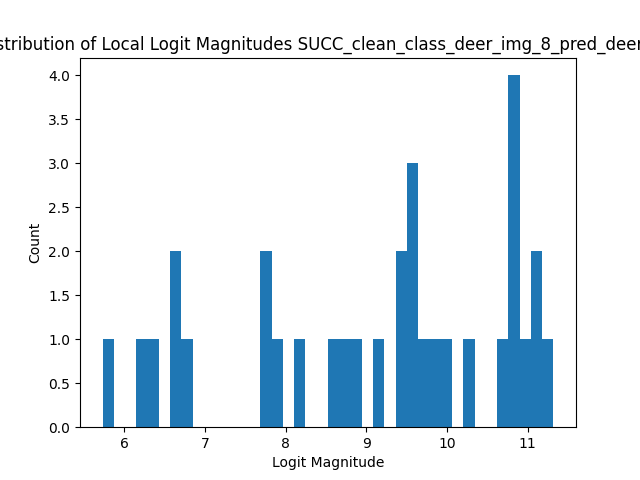 stribution of Local Logit Magnitudes SUCC_clean_class_deer_img_8_pred_deer
4.0
3.5
3.0
2.5
2.0
1.5
1.0
0.5
0.0
Count
6 7 8 9 10 11
Logit Magnitude